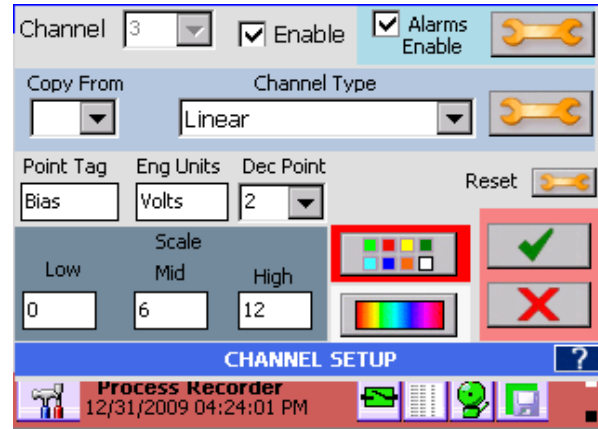 Channel 3 Enable Alarms Enable
Copy From Channel Type
Linear
Point Tag Eng Units Dec Point
Reset
Bias Volts 2
Scale
Low Mid High
0 6 12
CHANNEL SETUP ?
Process Recorder
12/31/2009 04:24:01 PM